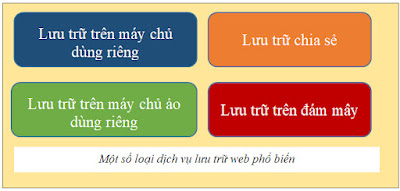 Lưu trữ trên máy chủ
dùng riêng
Lưu trữ chia sẻ
Lưu trữ trên máy chủ ảo
dùng riêng
Lưu trữ trên đám mây
Một số loại dịch vụ lưu trữ web phổ biến